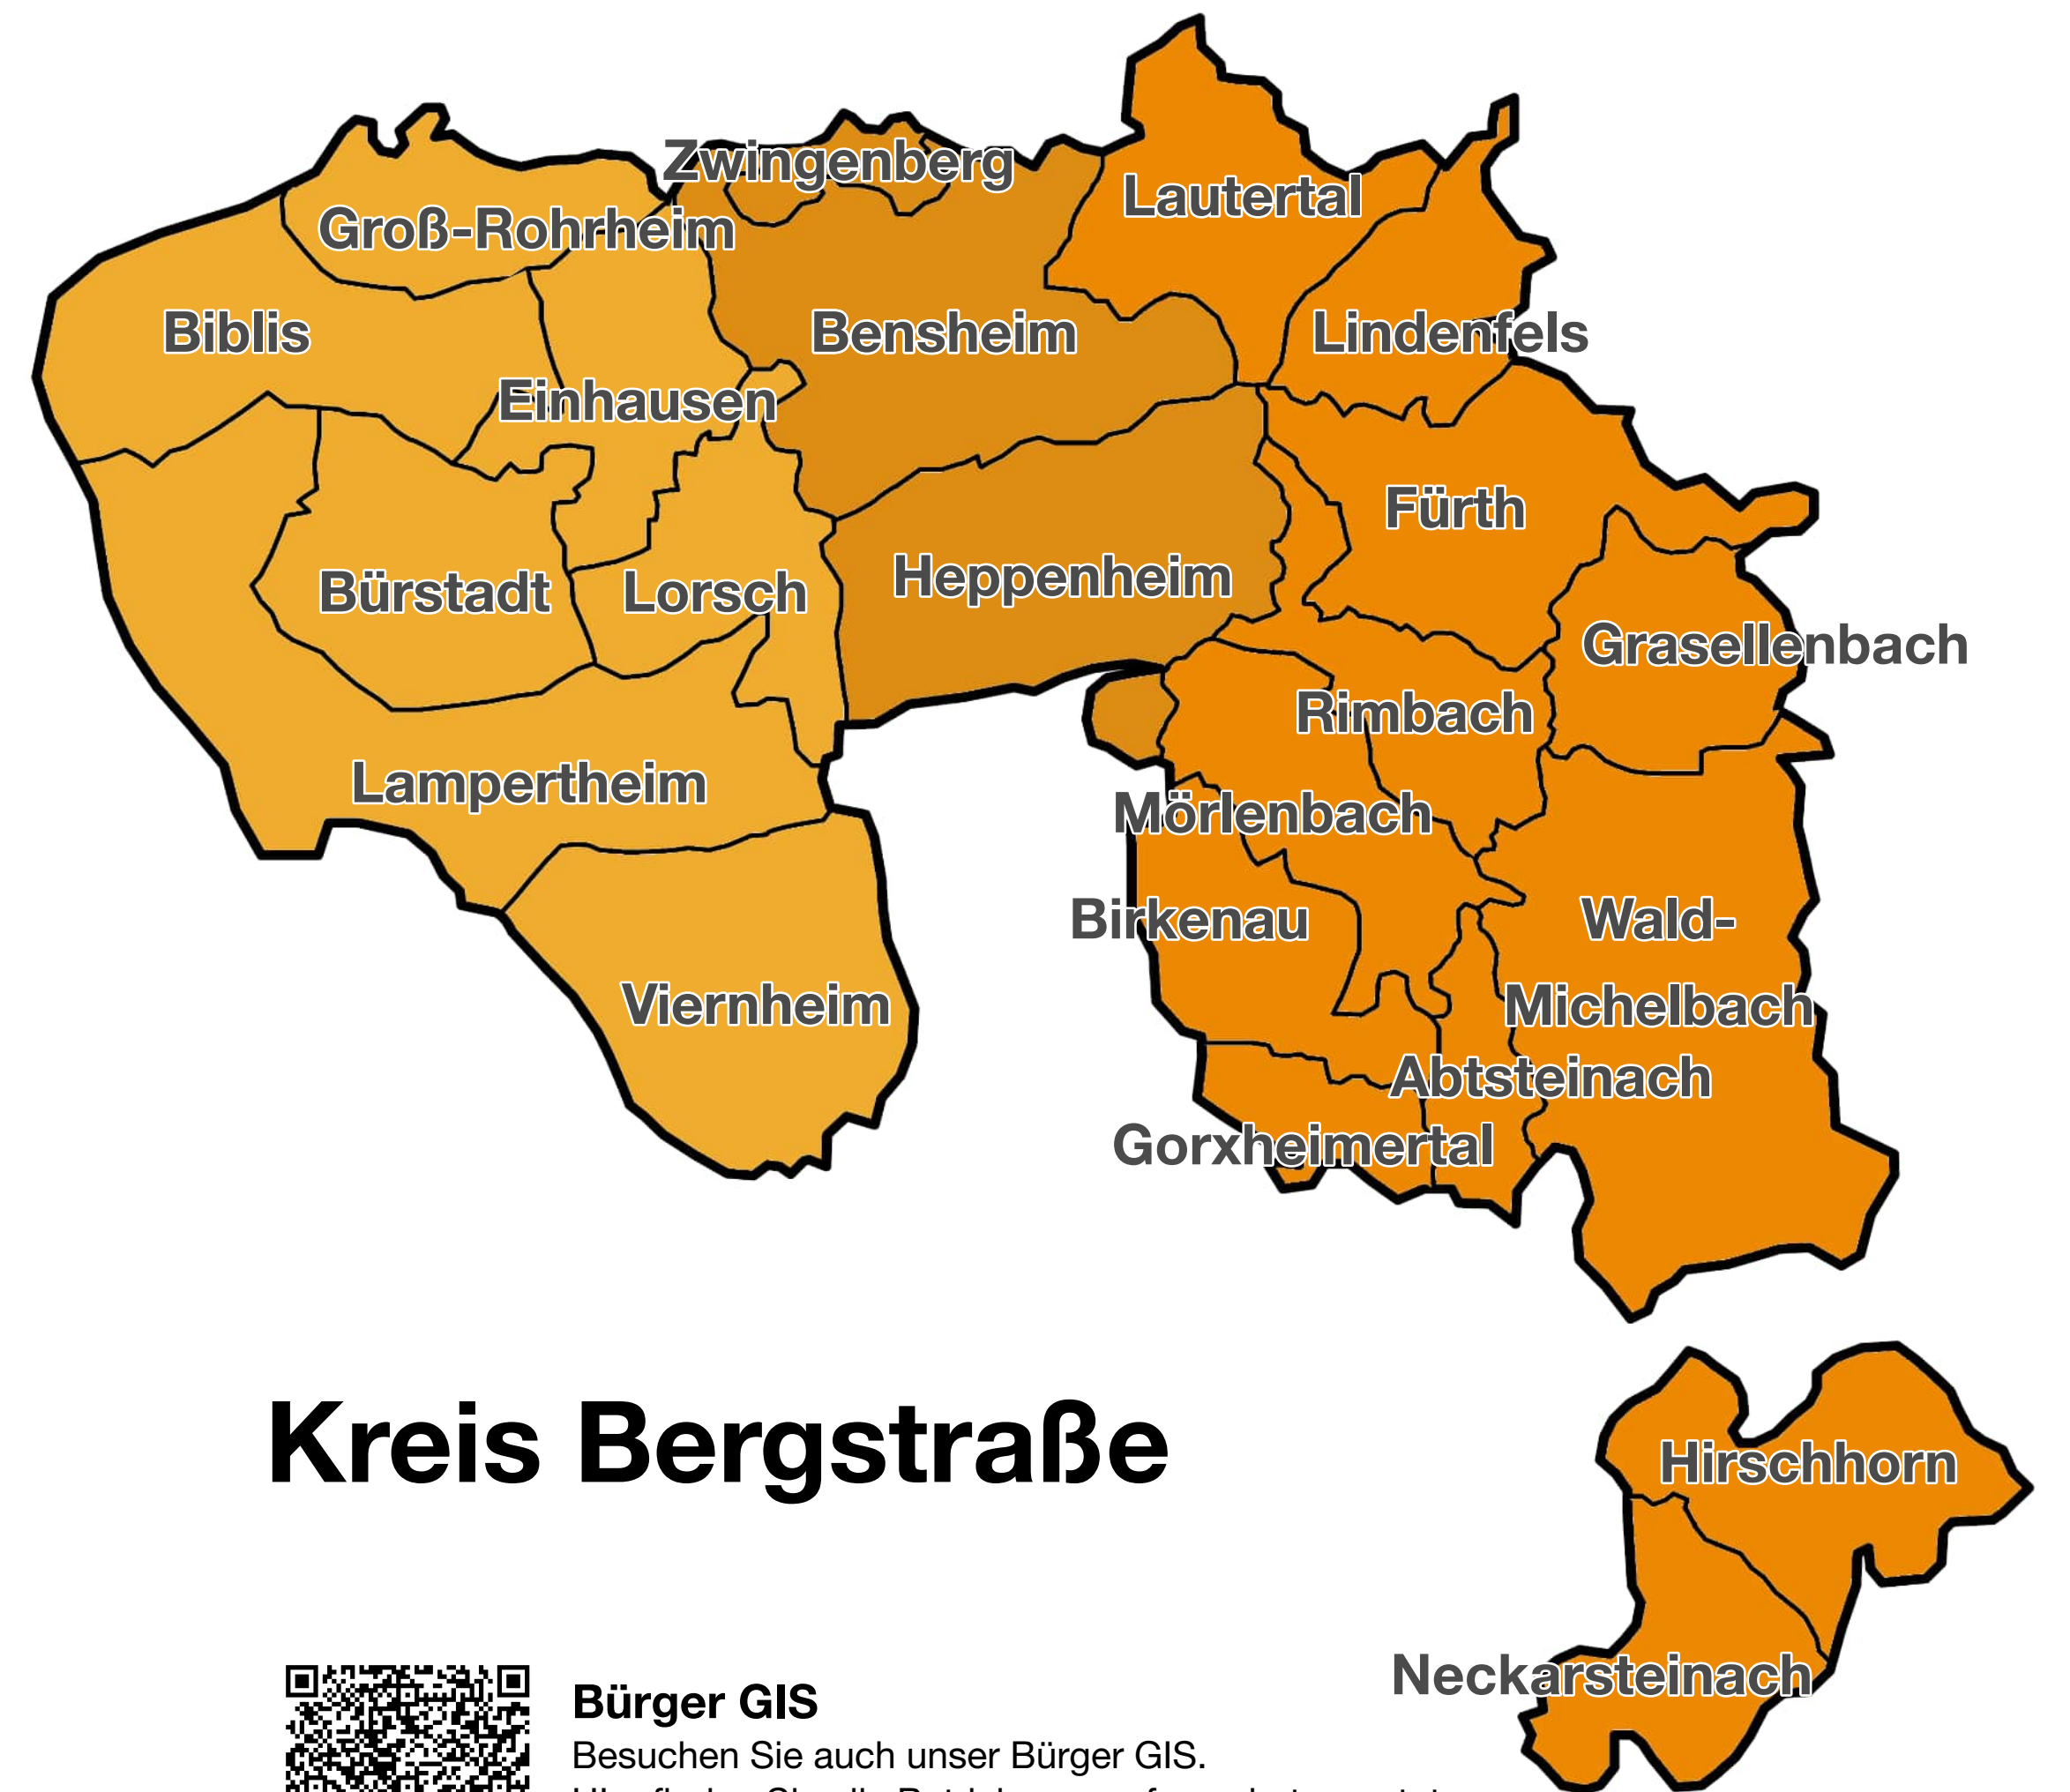 Zwingenberg
Lautertal
Groß-Rohrheim
Biblis
Bensheim
Lindenfels
Einhausen
Fürth
Heppenheim
Bürstadt
Lorsch
Grasellenbach
Rimbach
Lampertheim
Mörlenbach
Birkenau
Wald-
Michelbach
Viernheim
Abtsteinach
Gorxheimertal
Kreis Bergstraße
Hirschhorn
Neckarsteinach
Bürger GIS
Besuchen Sie auch unser Bürger GIS.